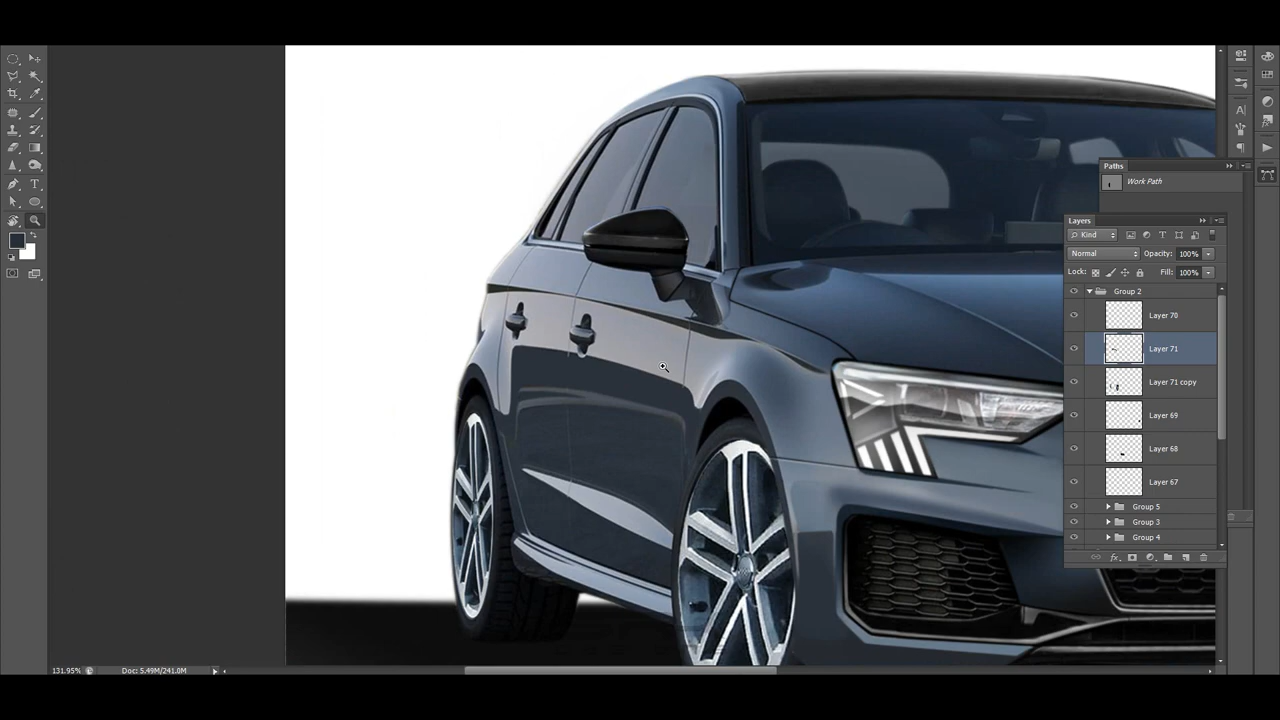 Paths
Work Path
Layers
Kind
Normal
Opacity: 100%
Lock:
Fill: 100%
Group 2
Layer 70
Layer 71
Layer 71 copy
Layer 69
Layer 68
Layer 67
Group 5
Group 3
Group 4
131.95%
Doc: 5.49M/241.0M